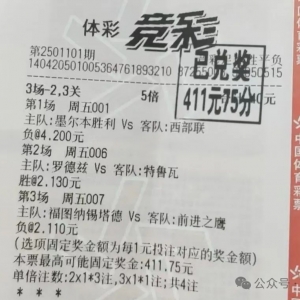 体彩 竞彩
第2501101期
已兑奖
411元75分
3场-2,3关 5倍
第1场 周五001
主队:墨尔本胜利 Vs 客队:西部联
负@4.200元
第2场 周五006
主队:罗德兹 Vs 客队:特鲁瓦
胜@2.130元
第3场 周五007
主队:福图纳锡塔德 Vs 客队:前进之鹰
负@2.110元
(选项固定奖金额为每1元投注对应的奖金额)
本票最高可能固定奖金:411.75元
单倍注数:2x1*3注,3x1*1注;共4注
* * *
中国体育彩票
公众号